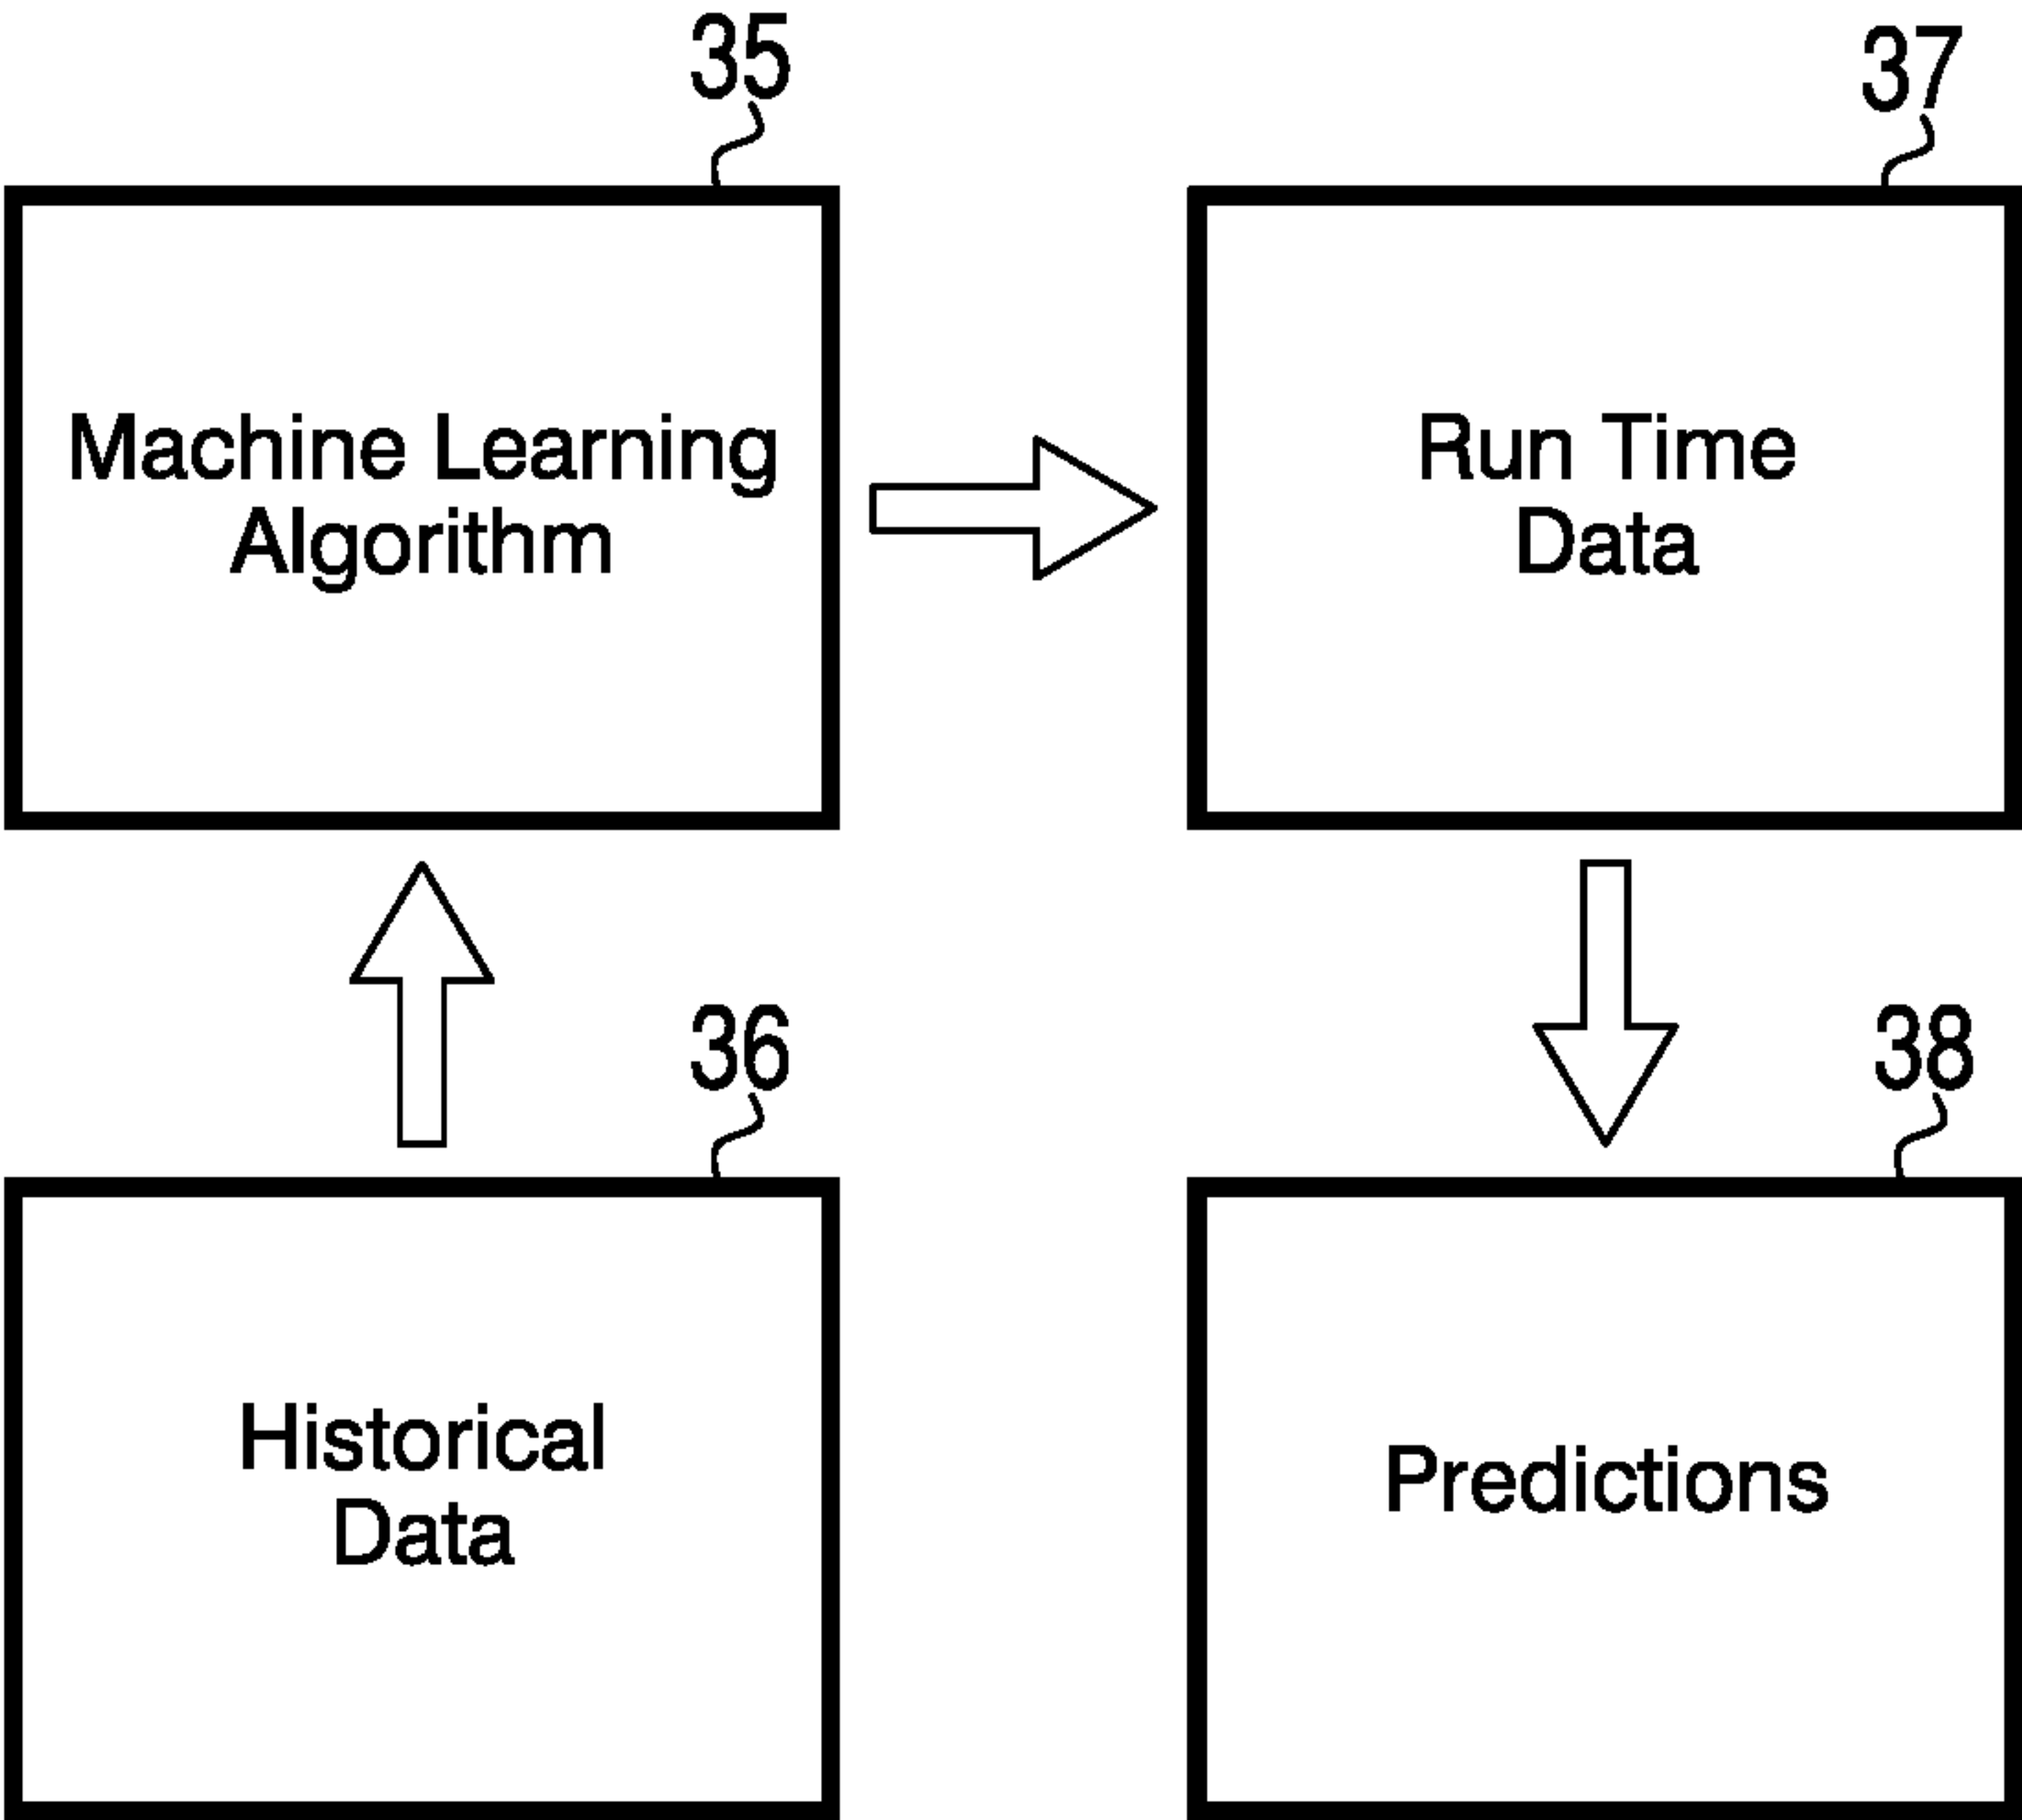 35
37
Machine Learning
Algorithm
Run Time
Data
36
38
Historical
Data
Predictions